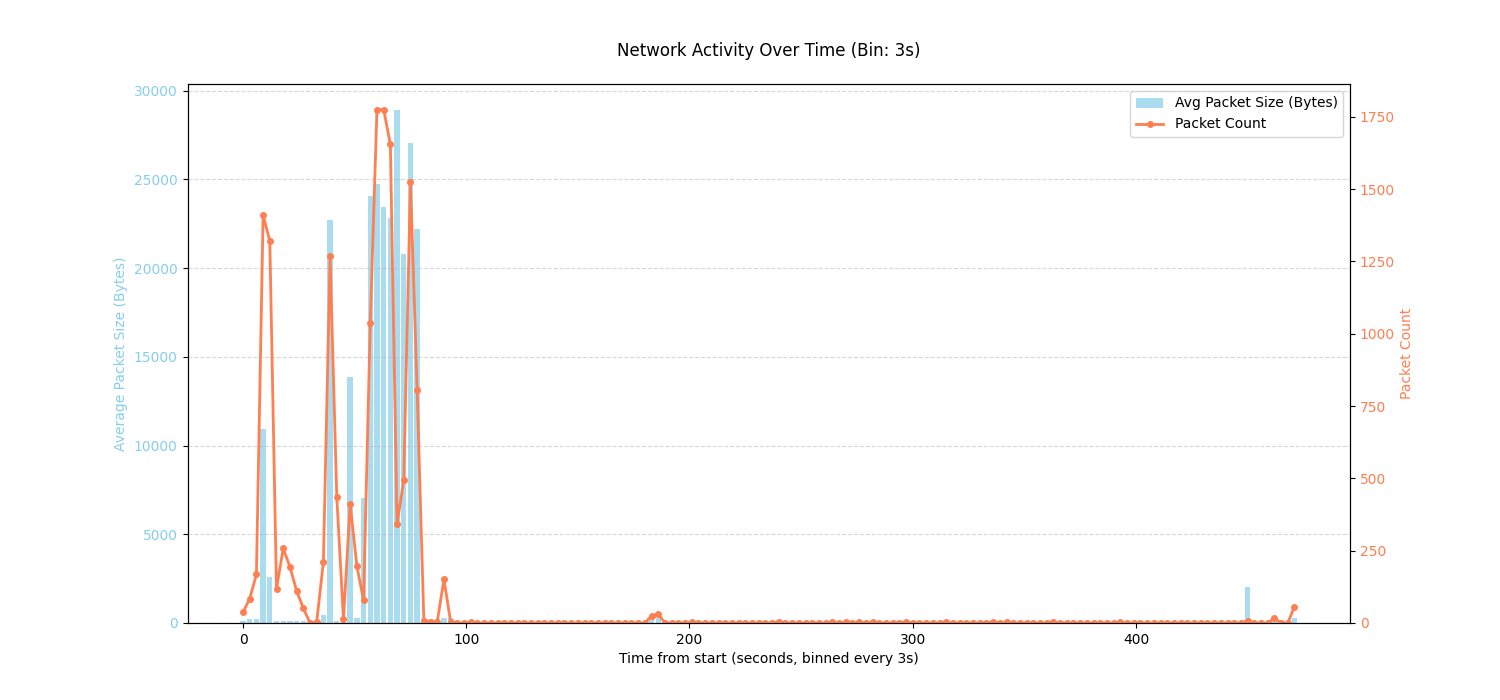 Network Activity Over Time (Bin: 3s)
Avg Packet Size (Bytes)
Packet Count
30000
25000
20000
15000
10000
5000
0
Average Packet Size (Bytes)
1750
1500
1250
1000
750
500
250
0
Packet Count
0 100 200 300 400
Time from start (seconds, binned every 3s)